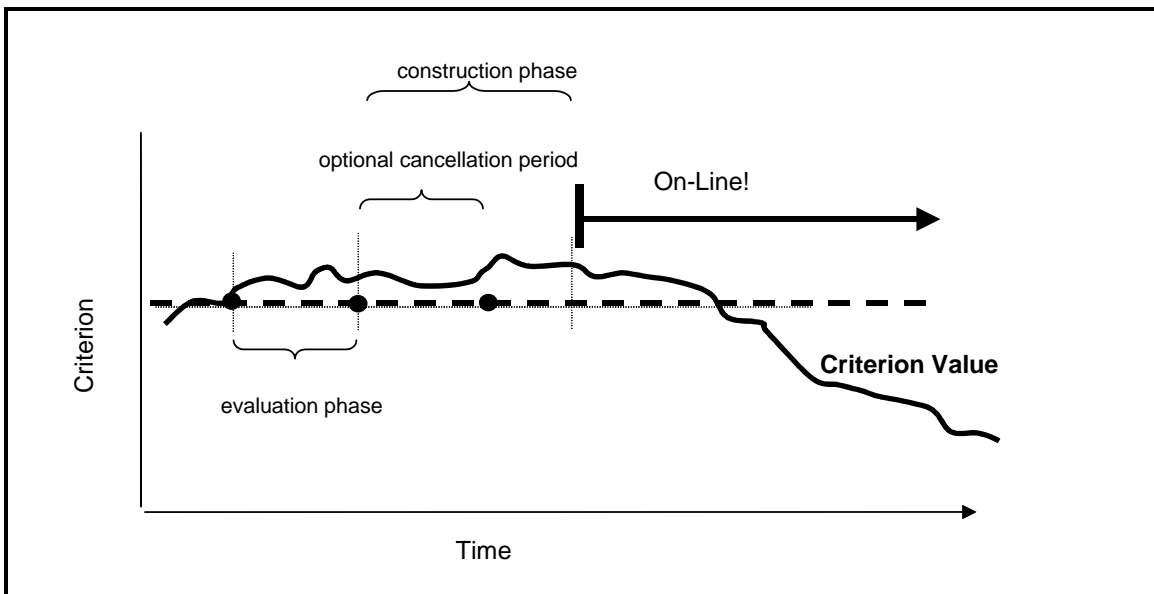 construction phase
optional cancellation period
On-Line!
Criterion
Criterion Value
evaluation phase
Time